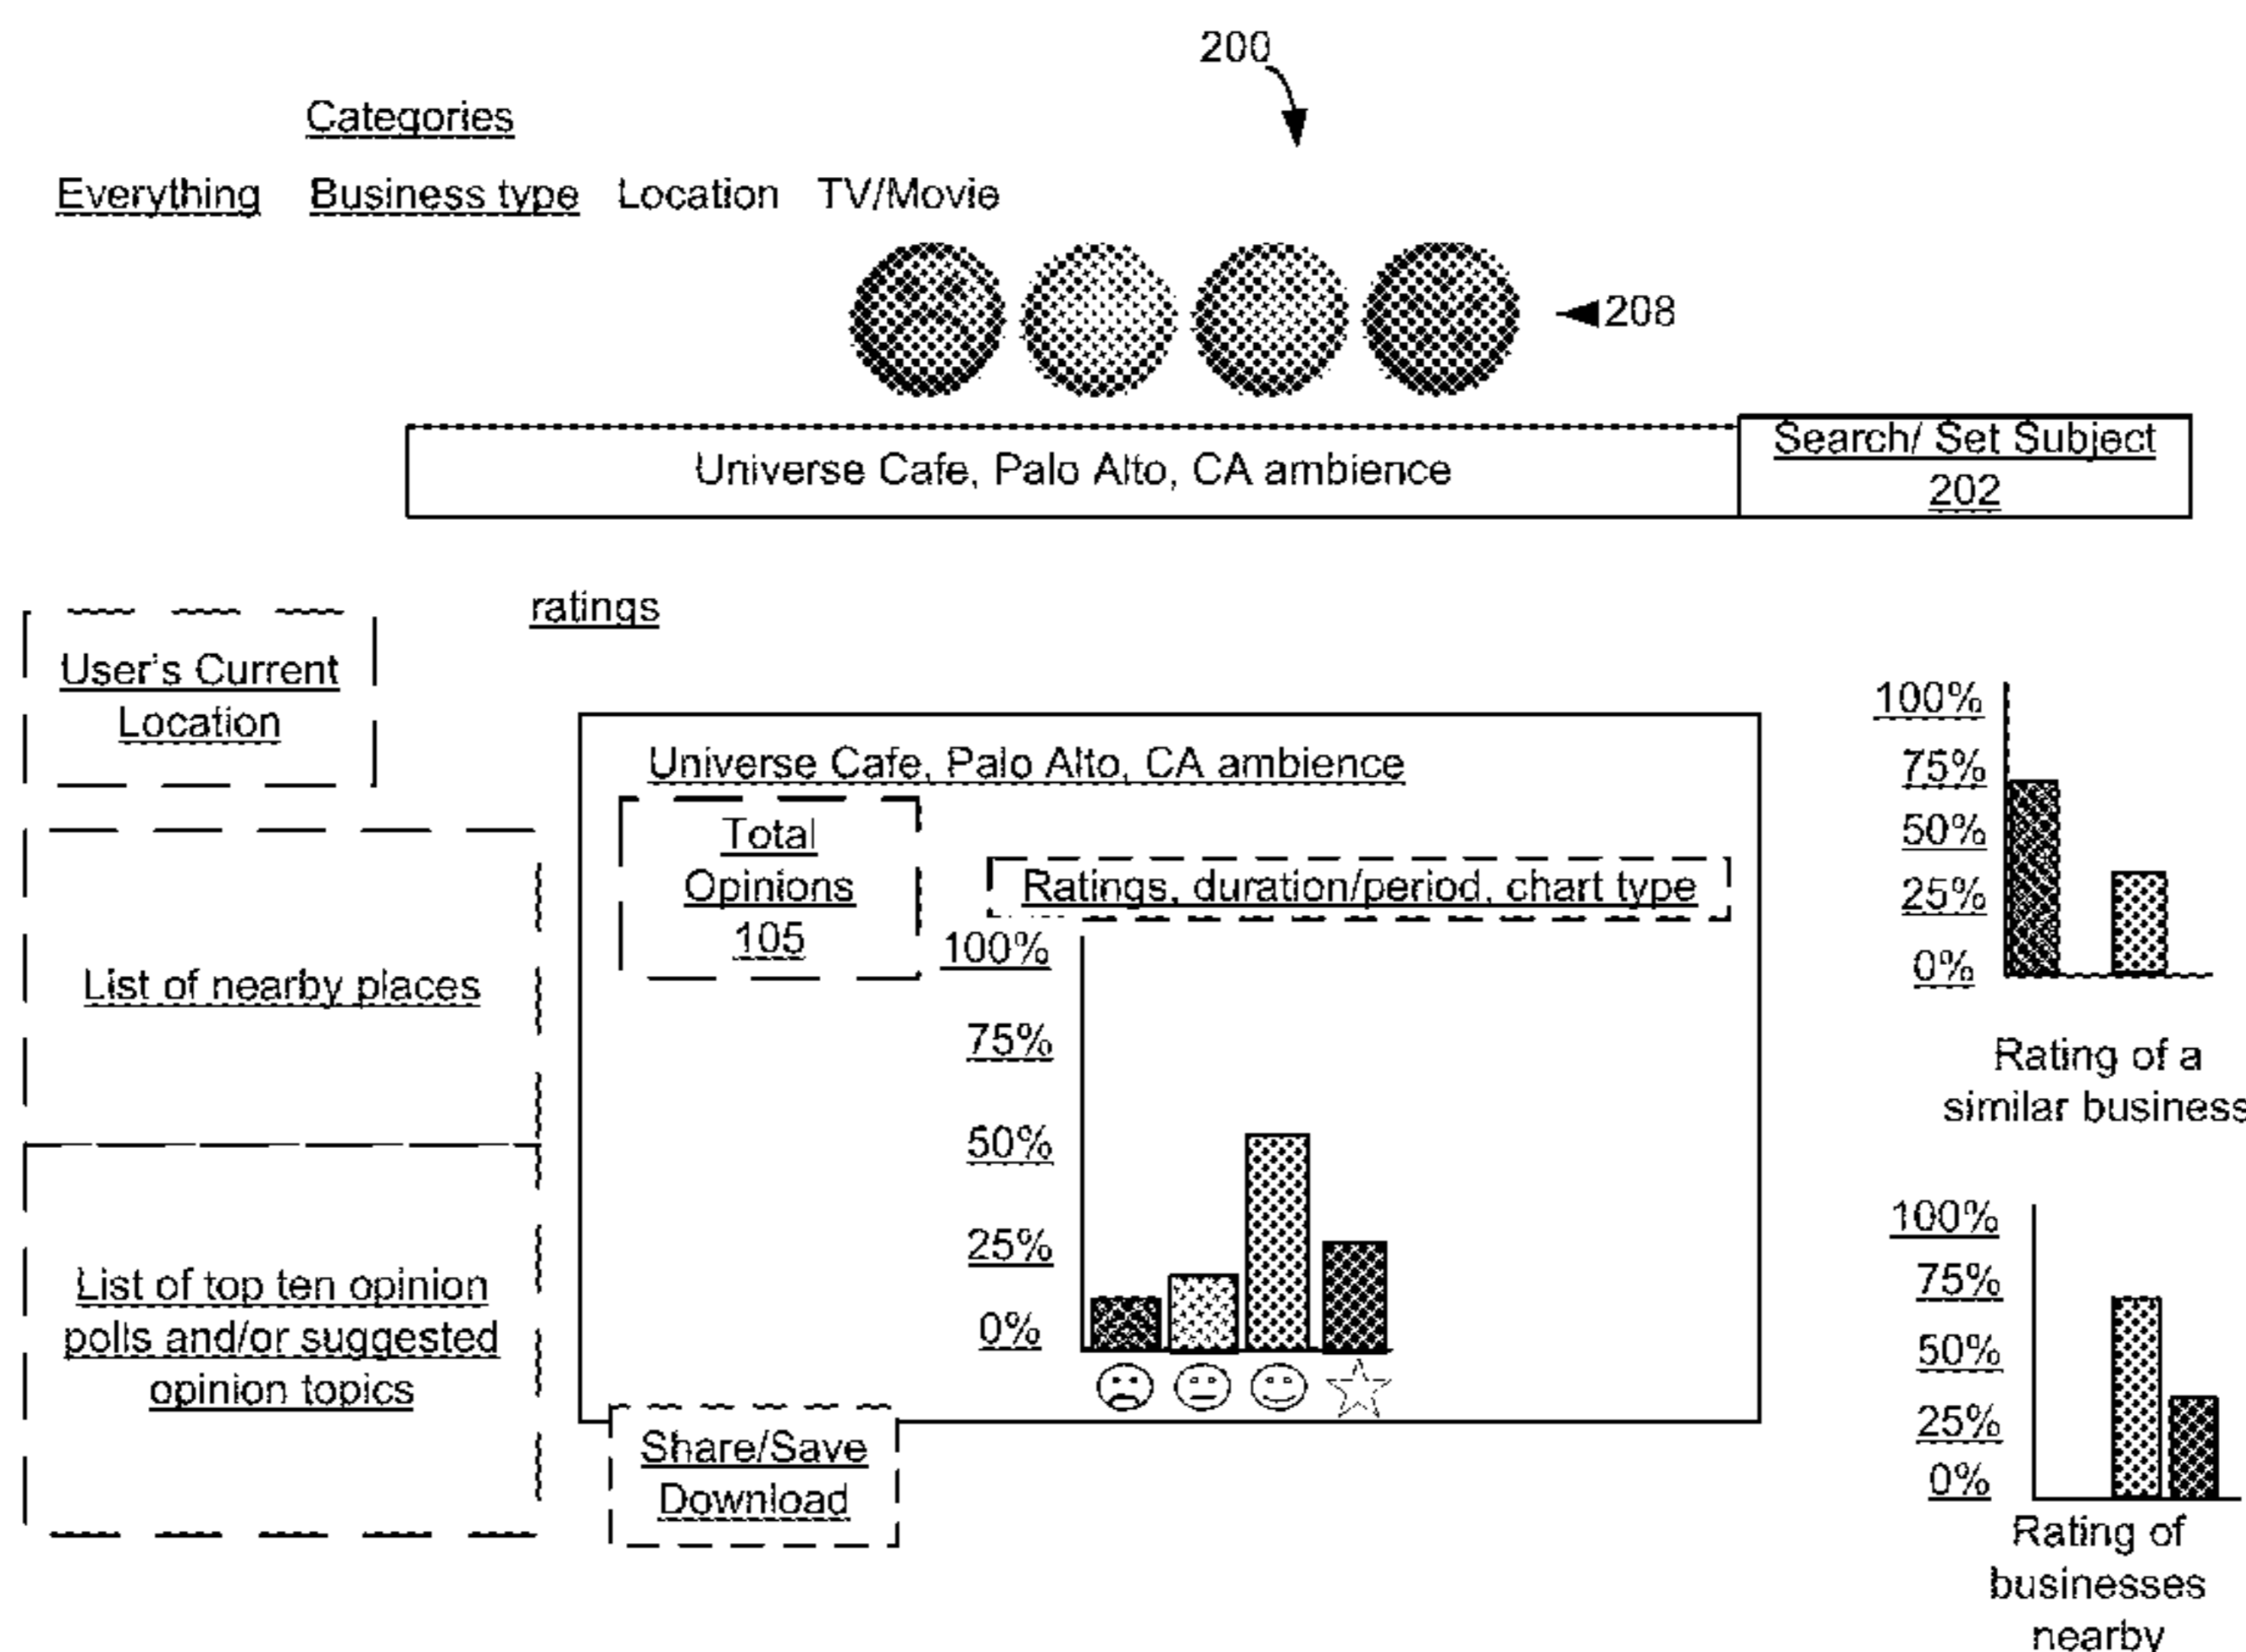 200
Categories
Everything Business type Location TV/Movie
208
Universe Cafe, Palo Alto, CA ambience
Search/ Set Subject
202
ratings
User's Current
Location
List of nearby places
List of top ten opinion
polls and/or suggested
opinion topics
Universe Cafe, Palo Alto, CA ambience
Total
Opinions
105
Ratings, duration/period, chart type
100%
75%
50%
25%
0%
Share/Save
Download
100%
75%
50%
25%
0%
Rating of a
similar business
100%
75%
50%
25%
0%
Rating of
businesses
nearby